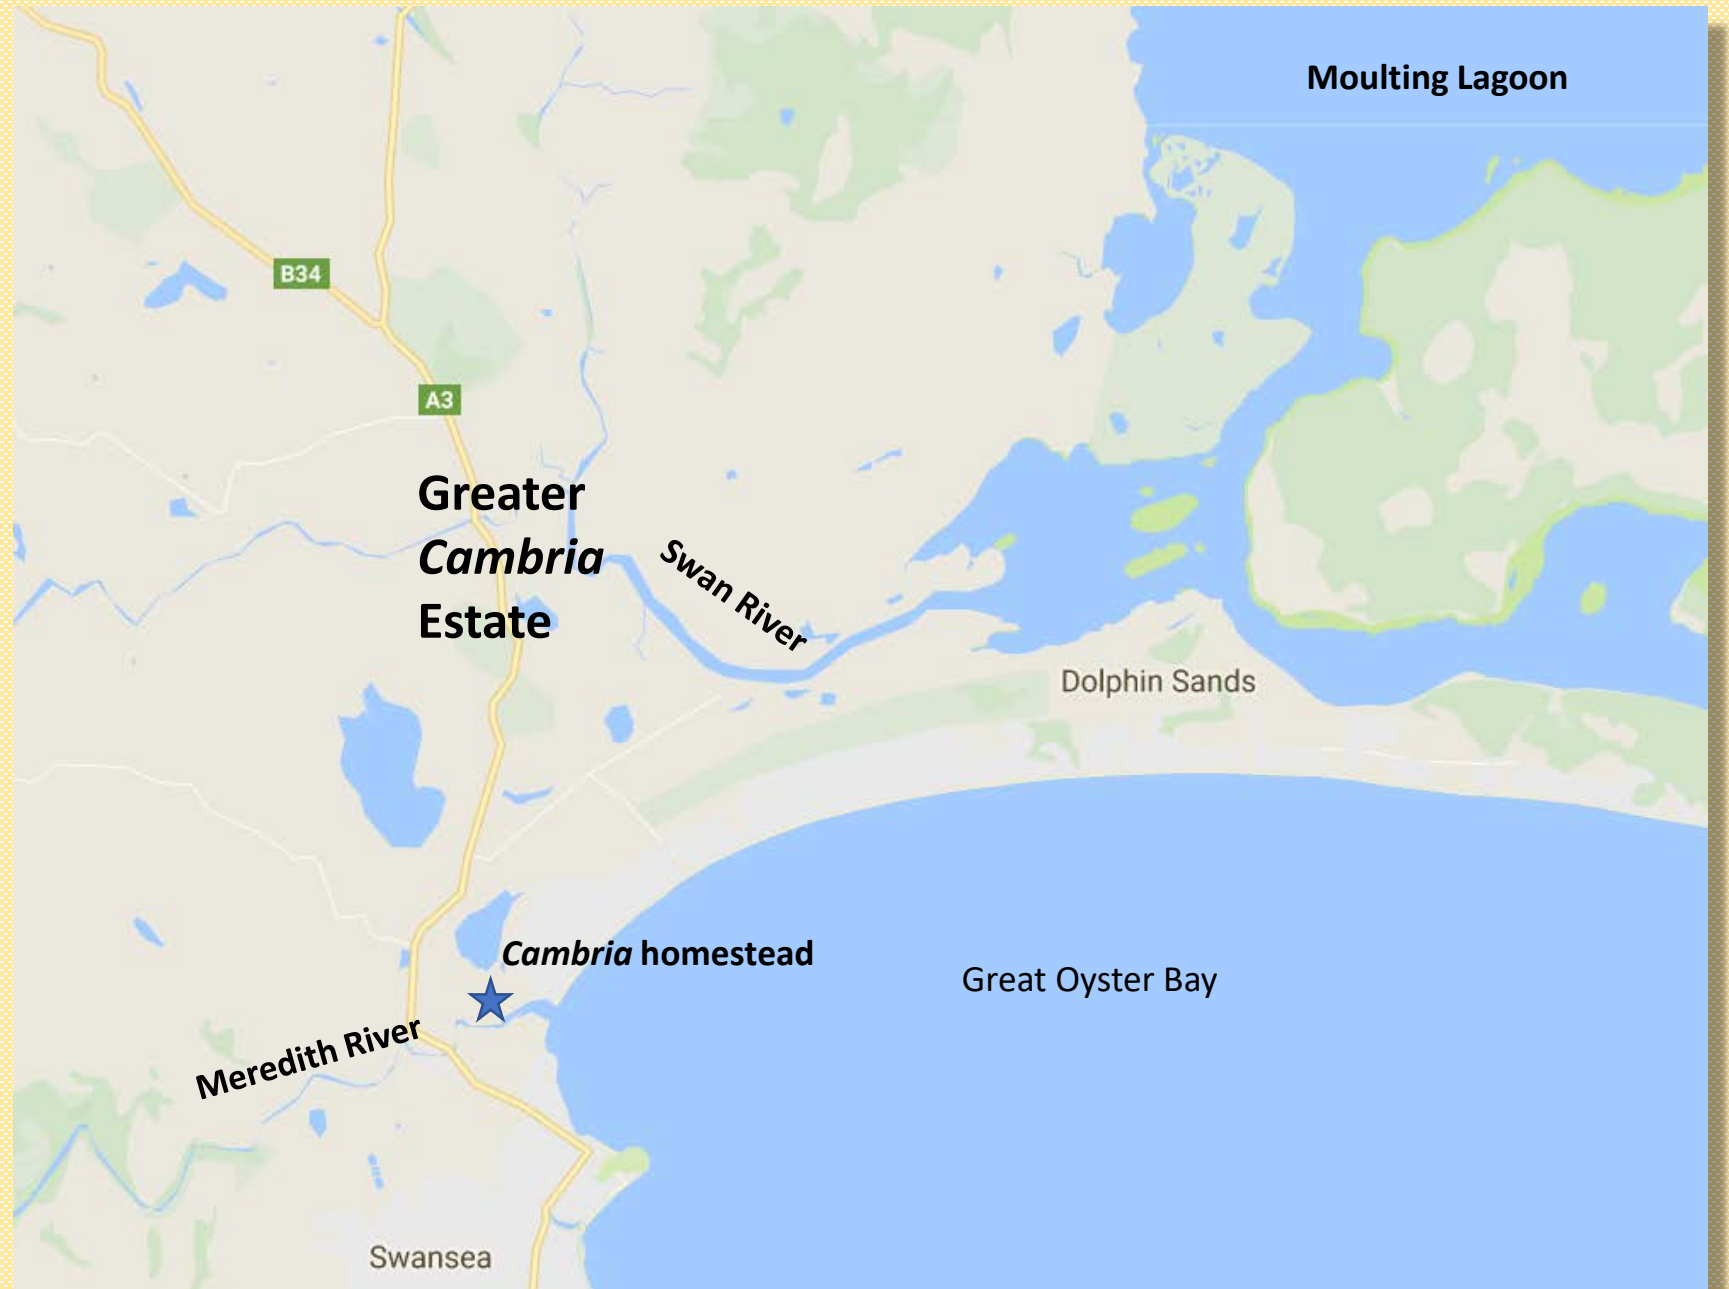 Moulting Lagoon
B34
A3
Greater
Cambria
Estate
Swan River
Dolphin Sands
Cambria homestead
Great Oyster Bay
Meredith River
Swansea